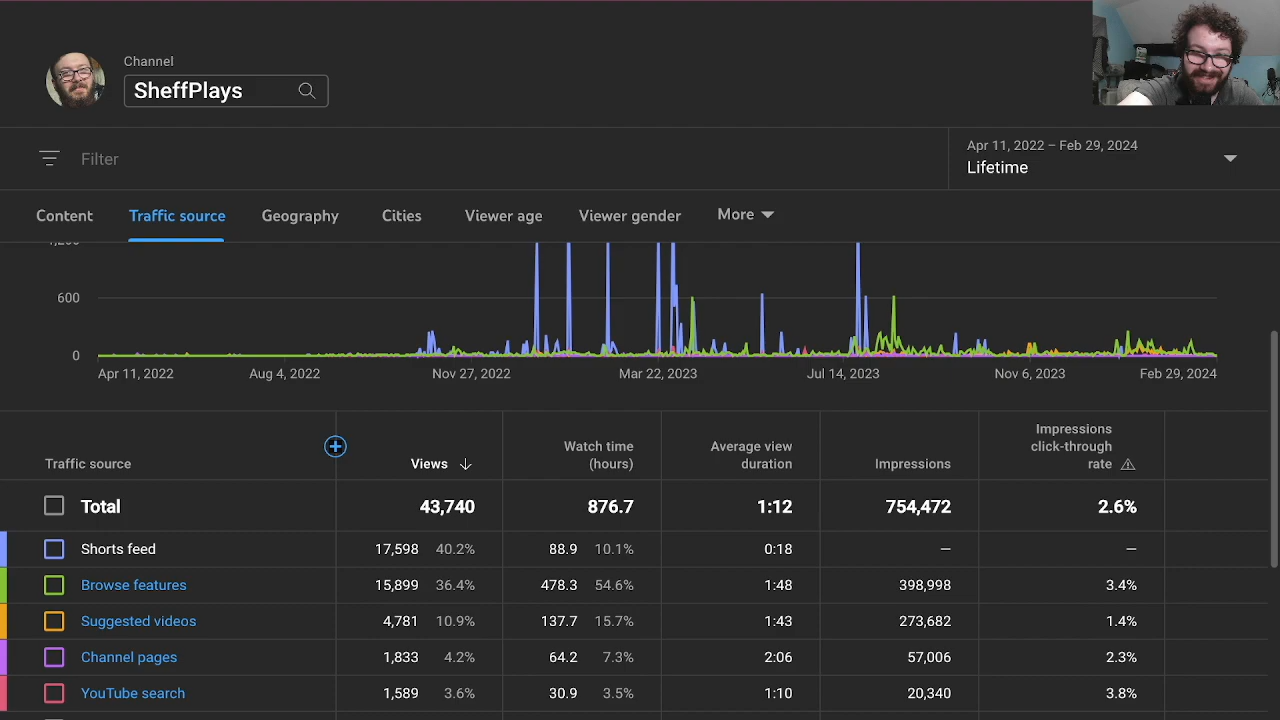 Channel
SheffPlays
Filter
Apr 11, 2022 – Feb 29, 2024
Lifetime
Content Traffic source Geography Cities Viewer age Viewer gender More
1,200
600
0
Apr 11, 2022 Aug 4, 2022 Nov 27, 2022 Mar 22, 2023 Jul 14, 2023 Nov 6, 2023 Feb 29, 2024
Traffic source Views Watch time (hours) Average view duration Impressions Impressions click-through rate
Total 43,740 876.7 1:12 754,472 2.6%
Shorts feed 17,598 40.2% 88.9 10.1% 0:18 — —
Browse features 15,899 36.4% 478.3 54.6% 1:48 398,998 3.4%
Suggested videos 4,781 10.9% 137.7 15.7% 1:43 273,682 1.4%
Channel pages 1,833 4.2% 64.2 7.3% 2:06 57,006 2.3%
YouTube search 1,589 3.6% 30.9 3.5% 1:10 20,340 3.8%